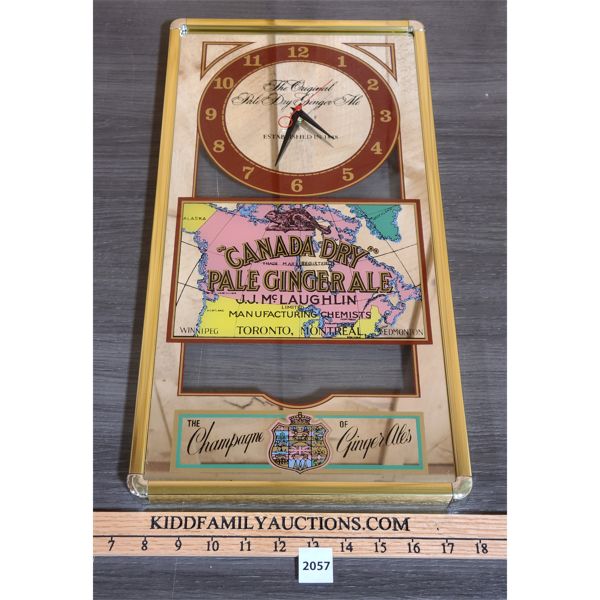 12
11 1
10 2
9 3
8 4
7 6 5
The Original
Pale Dry Ginger Ale
ESTABLISHED IN
ALASKA
"CANADA DRY"
TRADE MARK REGISTERED
PALE GINGER ALE
J.J. McLAUGHLIN
LIMITED
MANUFACTURING CHEMISTS
WINNIPEG TORONTO, MONTREAL EDMONTON
THE Champagne OF Ginger Ales
KIDDFAMILYAUCTIONS.COM
7 8 9 10 11 12 13 14 15 16 17 18
2057